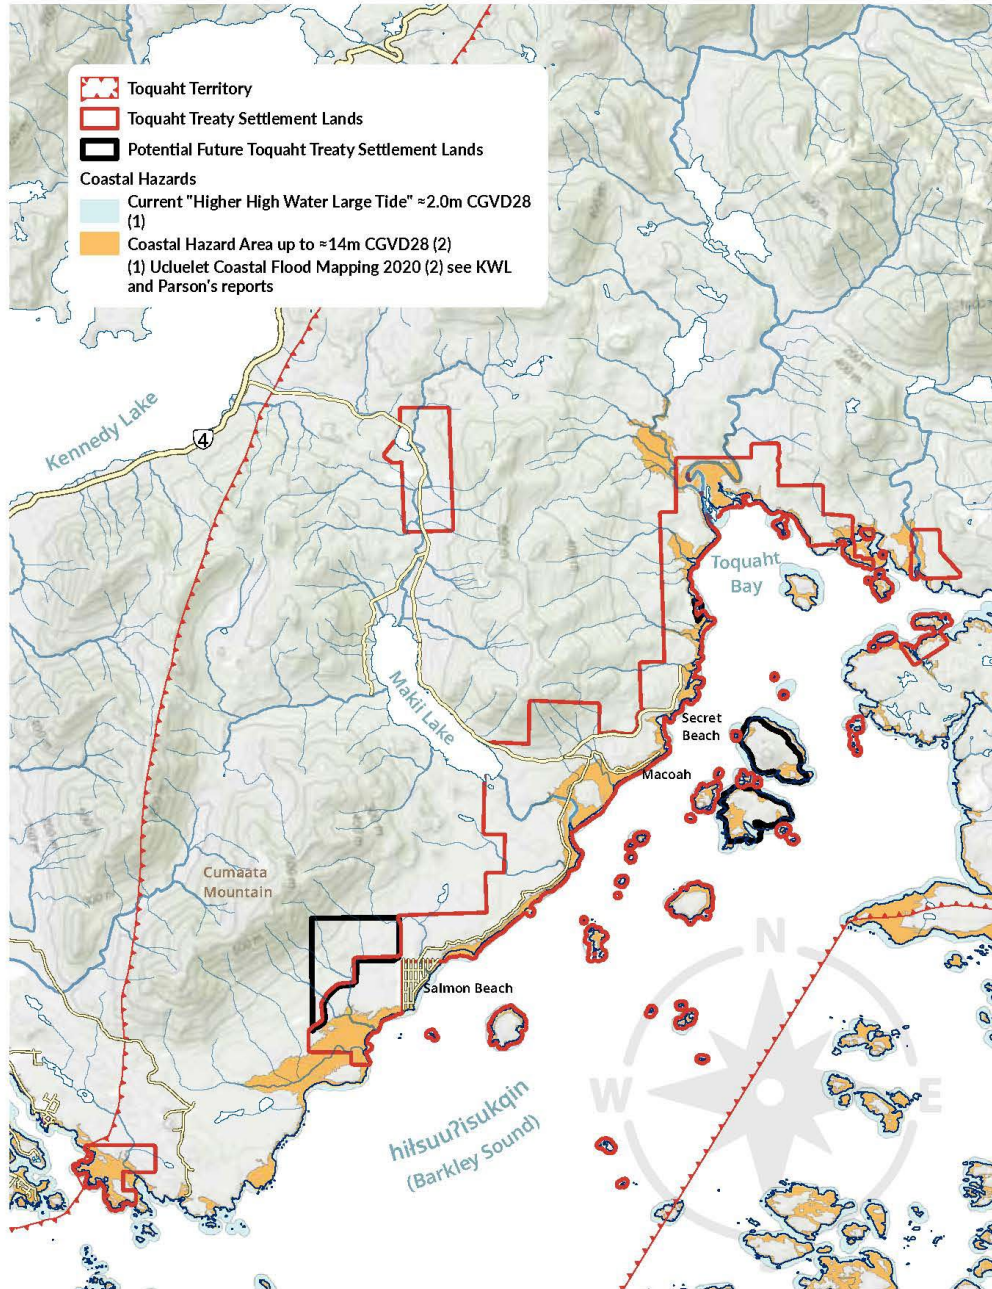 Toquaht Territory
Toquaht Treaty Settlement Lands
Potential Future Toquaht Treaty Settlement Lands
Coastal Hazards
Current "Higher High Water Large Tide" ≈2.0m CGVD28
(1)
Coastal Hazard Area up to ≈14m CGVD28 (2)
(1) Ucluelet Coastal Flood Mapping 2020 (2) see KWL
and Parson's reports
Kennedy Lake
4
Toquaht
Bay
Makii Lake
Secret
Beach
Macoah
Cumaata
Mountain
Salmon Beach
N
W
E
hiɫsuuʔisukqin
(Barkley Sound)